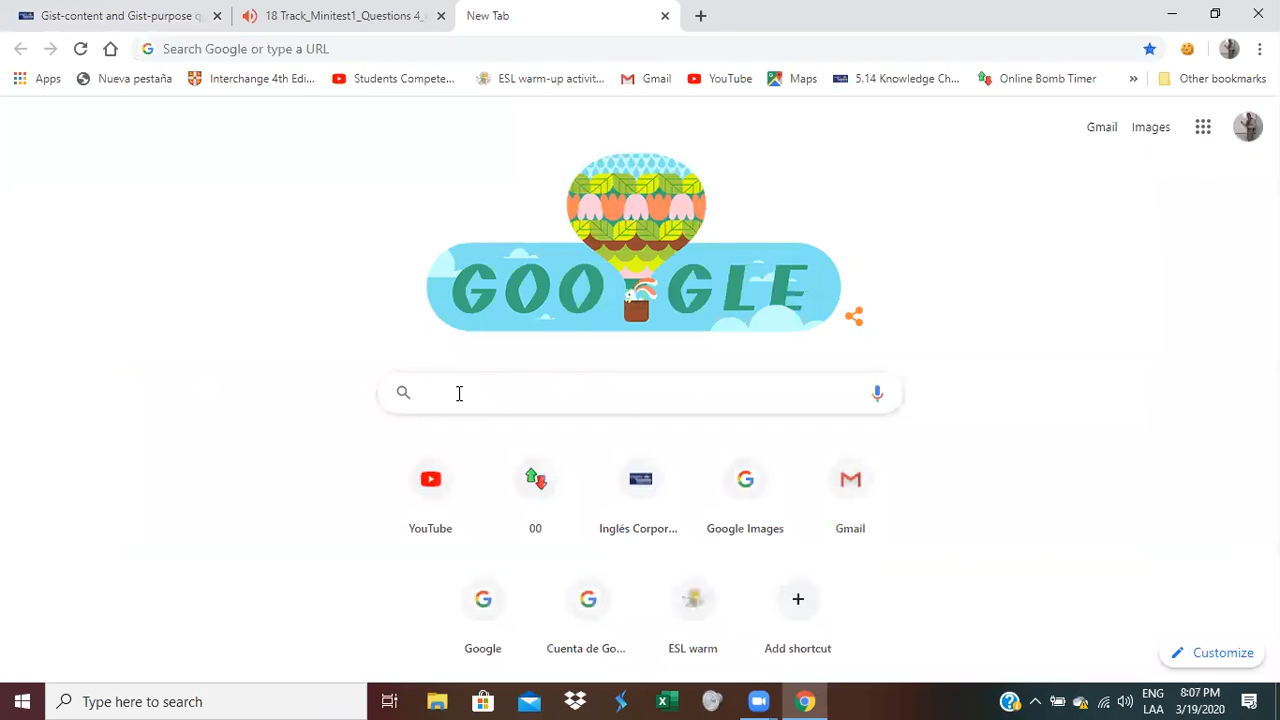 Gist-content and Gist-purpose q
18 Track_Minitest1_Questions 4_
New Tab
Search Google or type a URL
Apps
Nueva pestaña
Interchange 4th Edi...
Students Compete...
ESL warm-up activit...
Gmail
YouTube
Maps
5.14 Knowledge Ch...
Online Bomb Timer
»
Other bookmarks
Gmail
Images
GOOGLE
YouTube
00
Inglés Corpor...
Google Images
Gmail
Google
Cuenta de Go...
ESL warm
Add shortcut
Customize
Type here to search
ENG
LAA
8:07 PM
3/19/2020